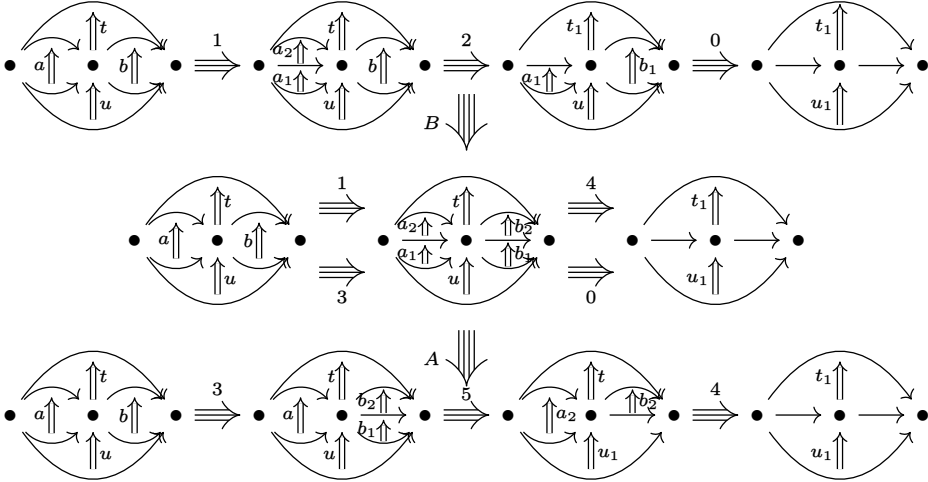 t t t₁ t₁
1 2 0
a₂
a b b b₁
a₁ a₁
u u u u₁
B
1 4
t t t₁
a₂ b₂
a b
a₁ b₁
u u u₁
3 0
A
t t t t₁
3 5 4
b₂ b₂
a b a a₂
b₁
u u u₁ u₁